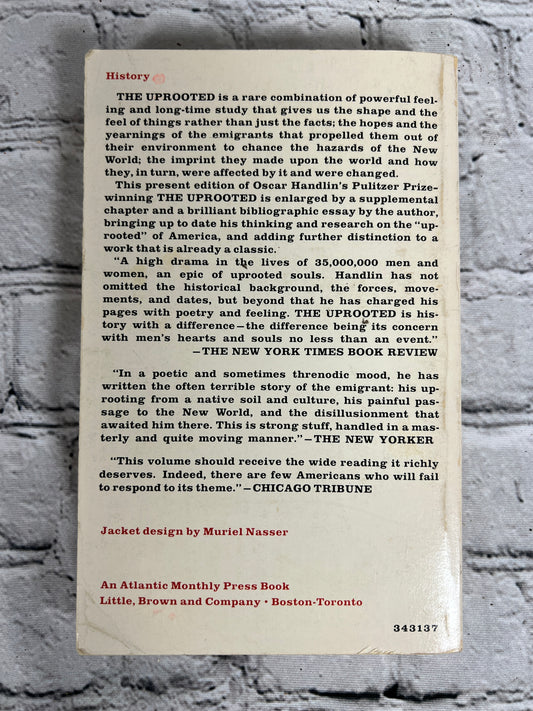 History
THE UPROOTED is a rare combination of powerful feel-
ing and long-time study that gives us the shape and the
feel of things rather than just the facts; the hopes and the
yearnings of the emigrants that propelled them out of
their environment to chance the hazards of the New
World; the imprint they made upon the world and how
they, in turn, were affected by it and were changed.
This present edition of Oscar Handlin's Pulitzer Prize-
winning THE UPROOTED is enlarged by a supplemental
chapter and a brilliant bibliographic essay by the author,
bringing up to date his thinking and research on the "up-
rooted" of America, and adding further distinction to a
work that is already a classic.
"A high drama in the lives of 35,000,000 men and
women, an epic of uprooted souls. Handlin has not
omitted the historical background, the forces, move-
ments, and dates, but beyond that he has charged his
pages with poetry and feeling. THE UPROOTED is his-
tory with a difference—the difference being its concern
with men's hearts and souls no less than an event."
—THE NEW YORK TIMES BOOK REVIEW
"In a poetic and sometimes threnodic mood, he has
written the often terrible story of the emigrant: his up-
rooting from a native soil and culture, his painful pas-
sage to the New World, and the disillusionment that
awaited him there. This is strong stuff, handled in a mas-
terly and quite moving manner."—THE NEW YORKER
"This volume should receive the wide reading it richly
deserves. Indeed, there are few Americans who will fail
to respond to its theme."—CHICAGO TRIBUNE
Jacket design by Muriel Nasser
An Atlantic Monthly Press Book
Little, Brown and Company • Boston-Toronto
343137